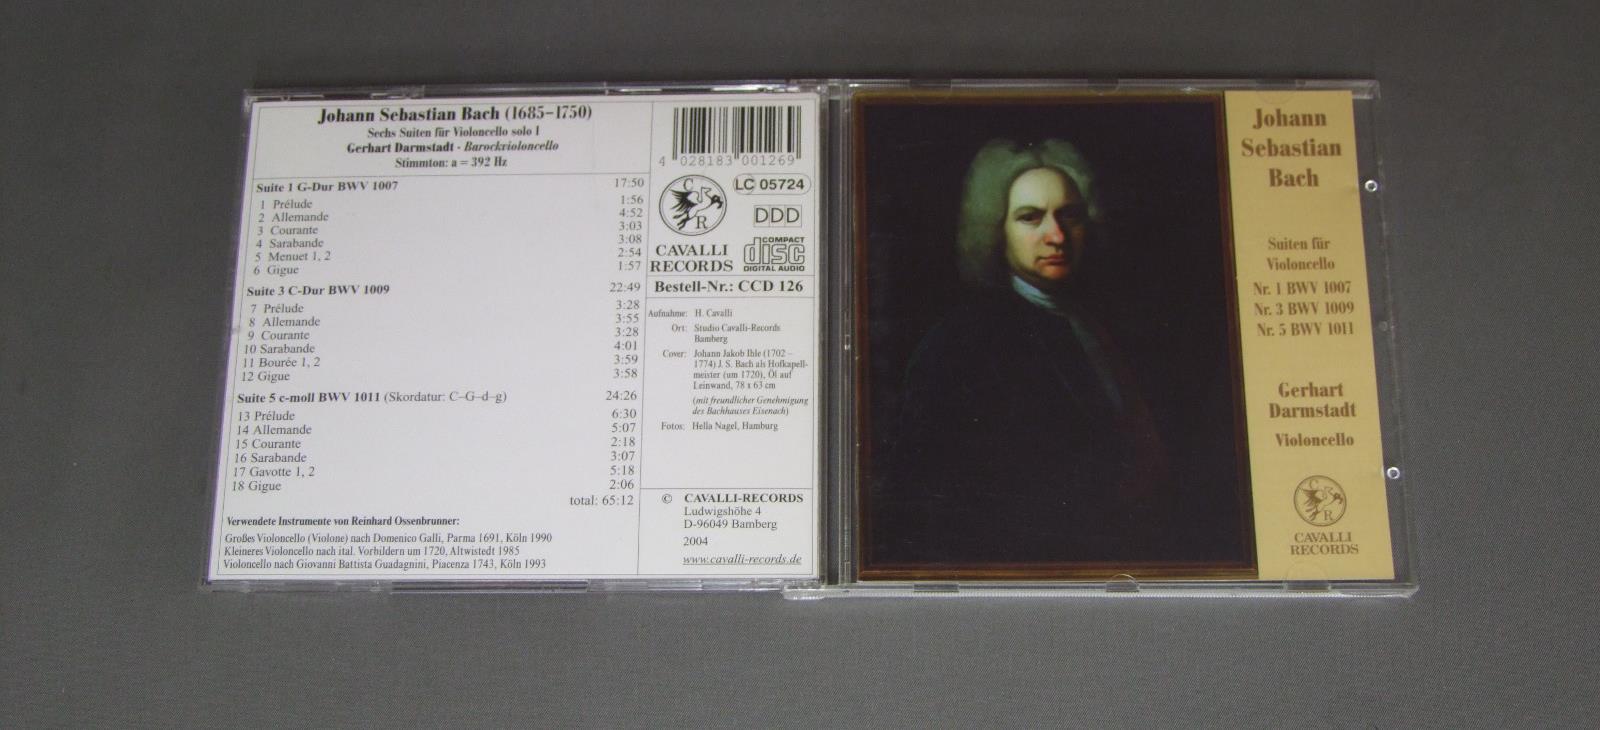 Johann Sebastian Bach (1685–1750)
Sechs Suiten für Violoncello solo I
Gerhart Darmstadt - Barockvioloncello
Stimmton: a = 392 Hz
Suite 1 G-Dur BWV 1007 17:50
1 Prélude 1:56
2 Allemande 4:52
3 Courante 3:03
4 Sarabande 3:08
5 Menuet 1, 2 2:54
6 Gigue 1:57
Suite 3 C-Dur BWV 1009 22:49
7 Prélude 3:28
8 Allemande 3:55
9 Courante 3:28
10 Sarabande 4:01
11 Bourée 1, 2 3:59
12 Gigue 3:58
Suite 5 c-moll BWV 1011 (Skordatur: C–G–d–g) 24:26
13 Prélude 6:30
14 Allemande 5:07
15 Courante 2:18
16 Sarabande 3:07
17 Gavotte 1, 2 5:18
18 Gigue 2:06
total: 65:12
Verwendete Instrumente von Reinhard Ossenbrunner:
Großes Violoncello (Violone) nach Domenico Galli, Parma 1691, Köln 1990
Kleineres Violoncello nach ital. Vorbildern um 1720, Altwistedt 1985
Violoncello nach Giovanni Battista Guadagnini, Piacenza 1743, Köln 1993
4 028183 001269
C R
LC 05724
DDD
CAVALLI
RECORDS
COMPACT
disc
DIGITAL AUDIO
Bestell-Nr.: CCD 126
Aufnahme: H. Cavalli
Ort: Studio Cavalli-Records
Bamberg
Cover: Johann Jakob Ihle (1702 –
1774) J. S. Bach als Hofkapell-
meister (um 1720), Öl auf
Leinwand, 78 x 63 cm
(mit freundlicher Genehmigung
des Bachhauses Eisenach)
Fotos: Hella Nagel, Hamburg
© CAVALLI-RECORDS
Ludwigshöhe 4
D-96049 Bamberg
2004
www.cavalli-records.de
Johann
Sebastian
Bach
Suiten für
Violoncello
Nr. 1 BWV 1007
Nr. 3 BWV 1009
Nr. 5 BWV 1011
Gerhart
Darmstadt
Violoncello
C R
CAVALLI
RECORDS